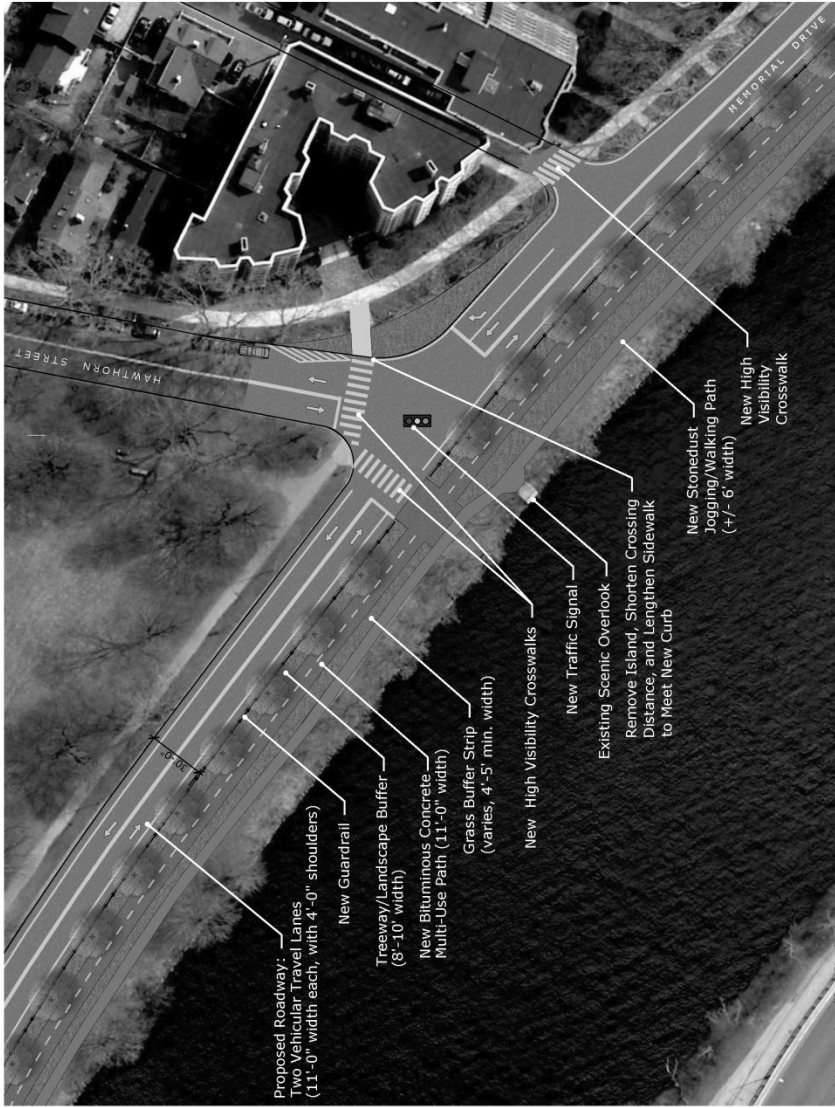 MEMORIAL DRIVE
HAWTHORN STREET
30'-0"
Proposed Roadway:
Two Vehicular Travel Lanes
(11'-0" width each, with 4'-0" shoulders)
New Guardrail
Treeway/Landscape Buffer
(8'-10' width)
New Bituminous Concrete
Multi-Use Path (11'-0" width)
Grass Buffer Strip
(varies, 4'-5' min. width)
New High Visibility Crosswalks
New Traffic Signal
Existing Scenic Overlook
Remove Island, Shorten Crossing
Distance, and Lengthen Sidewalk
to Meet New Curb
New Stonedust
Jogging/Walking Path
(+/- 6' width)
New High
Visibility
Crosswalk